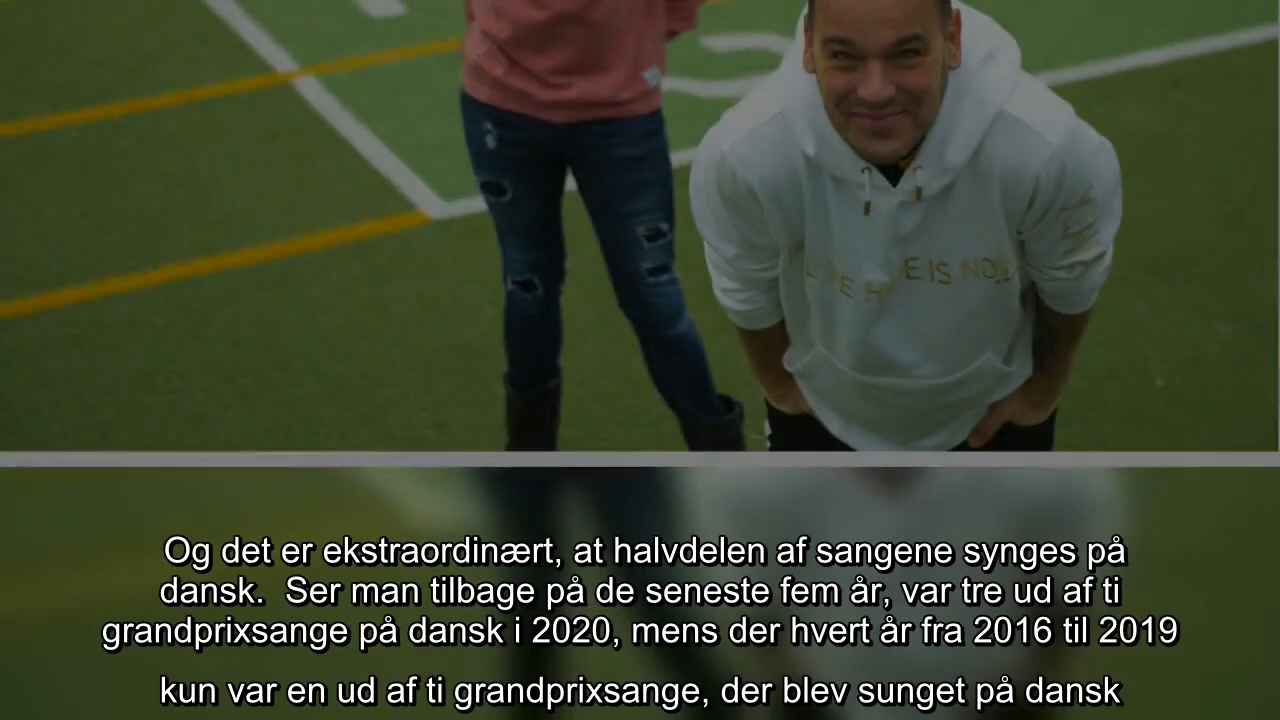 E IS NOW
Og det er ekstraordinært, at halvdelen af sangene synges på
dansk.  Ser man tilbage på de seneste fem år, var tre ud af ti
grandprixsange på dansk i 2020, mens der hvert år fra 2016 til 2019
kun var en ud af ti grandprixsange, der blev sunget på dansk